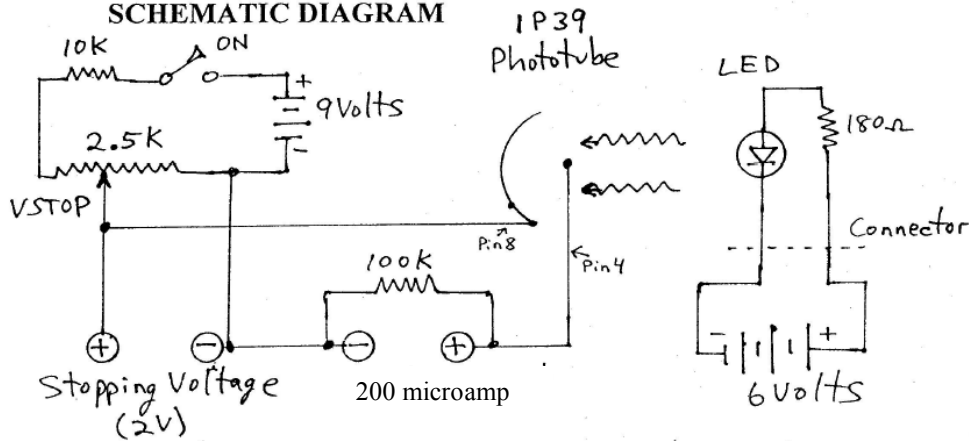 SCHEMATIC DIAGRAM
10K
ON
+
9Volts
-
2.5K
VSTOP
1P39
Phototube
Pin8
Pin4
LED
180Ω
Connector
100K
+
-
-
+
Stopping Voltage
(2V)
200 microamp
-
+
6Volts